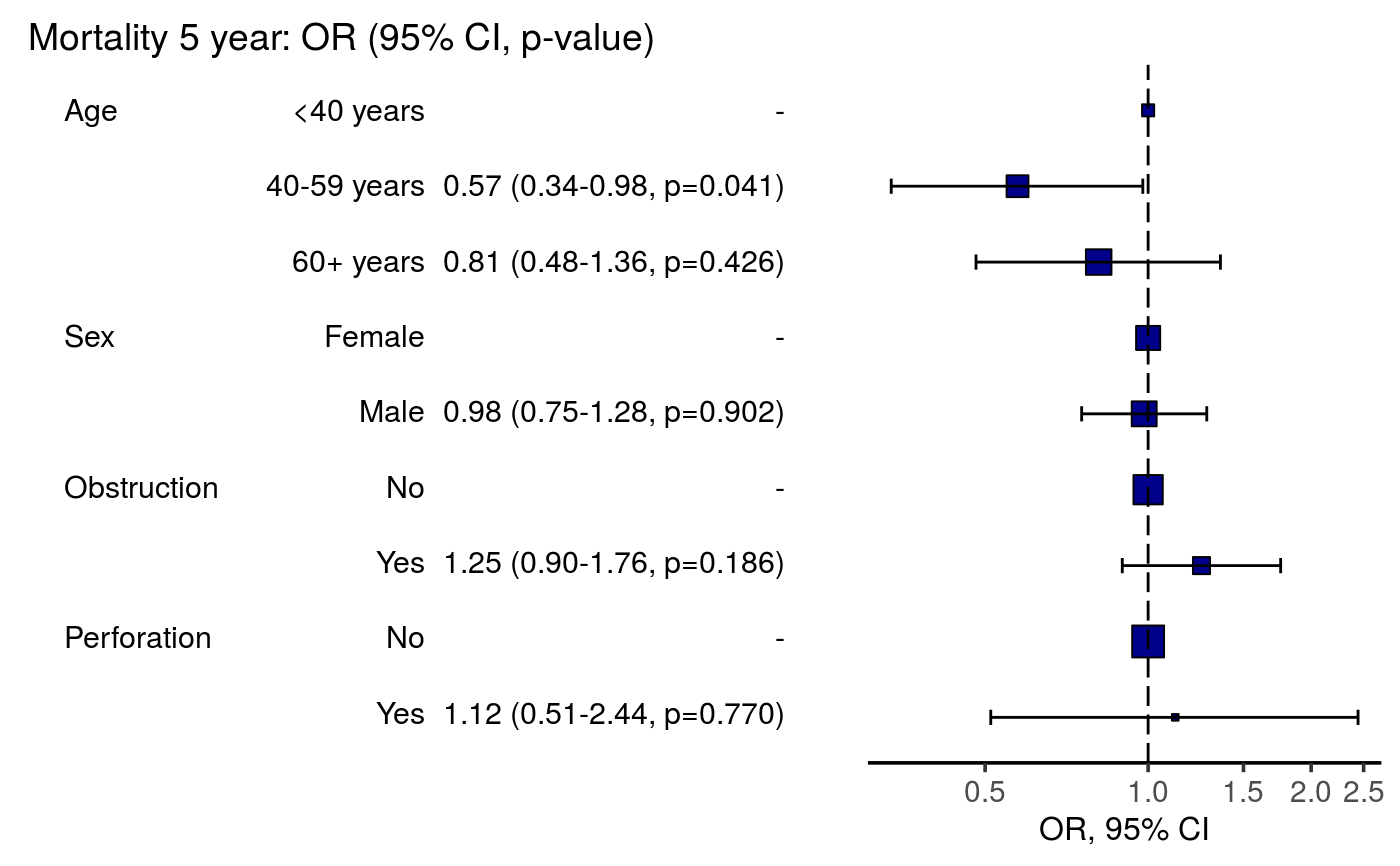 Mortality 5 year: OR (95% CI, p-value)
Age <40 years -
40-59 years 0.57 (0.34-0.98, p=0.041)
60+ years 0.81 (0.48-1.36, p=0.426)
Sex Female -
Male 0.98 (0.75-1.28, p=0.902)
Obstruction No -
Yes 1.25 (0.90-1.76, p=0.186)
Perforation No -
Yes 1.12 (0.51-2.44, p=0.770)
0.5 1.0 1.5 2.0 2.5
OR, 95% CI